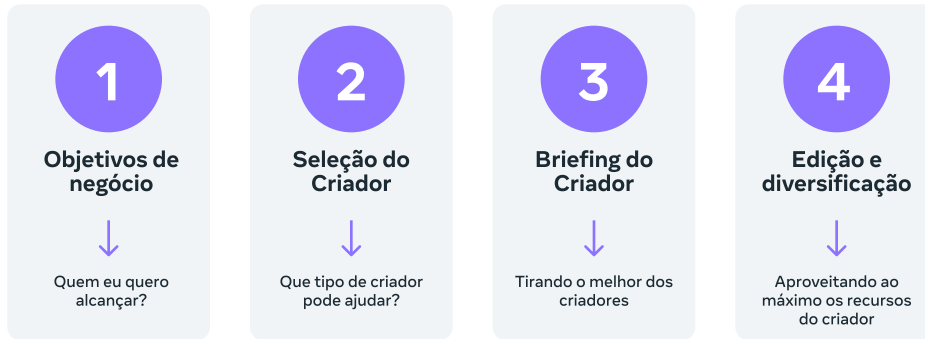 1
Objetivos de
negócio
Quem eu quero
alcançar?
2
Seleção do
Criador
Que tipo de criador
pode ajudar?
3
Briefing do
Criador
Tirando o melhor dos
criadores
4
Edição e
diversificação
Aproveitando ao
máximo os recursos
do criador